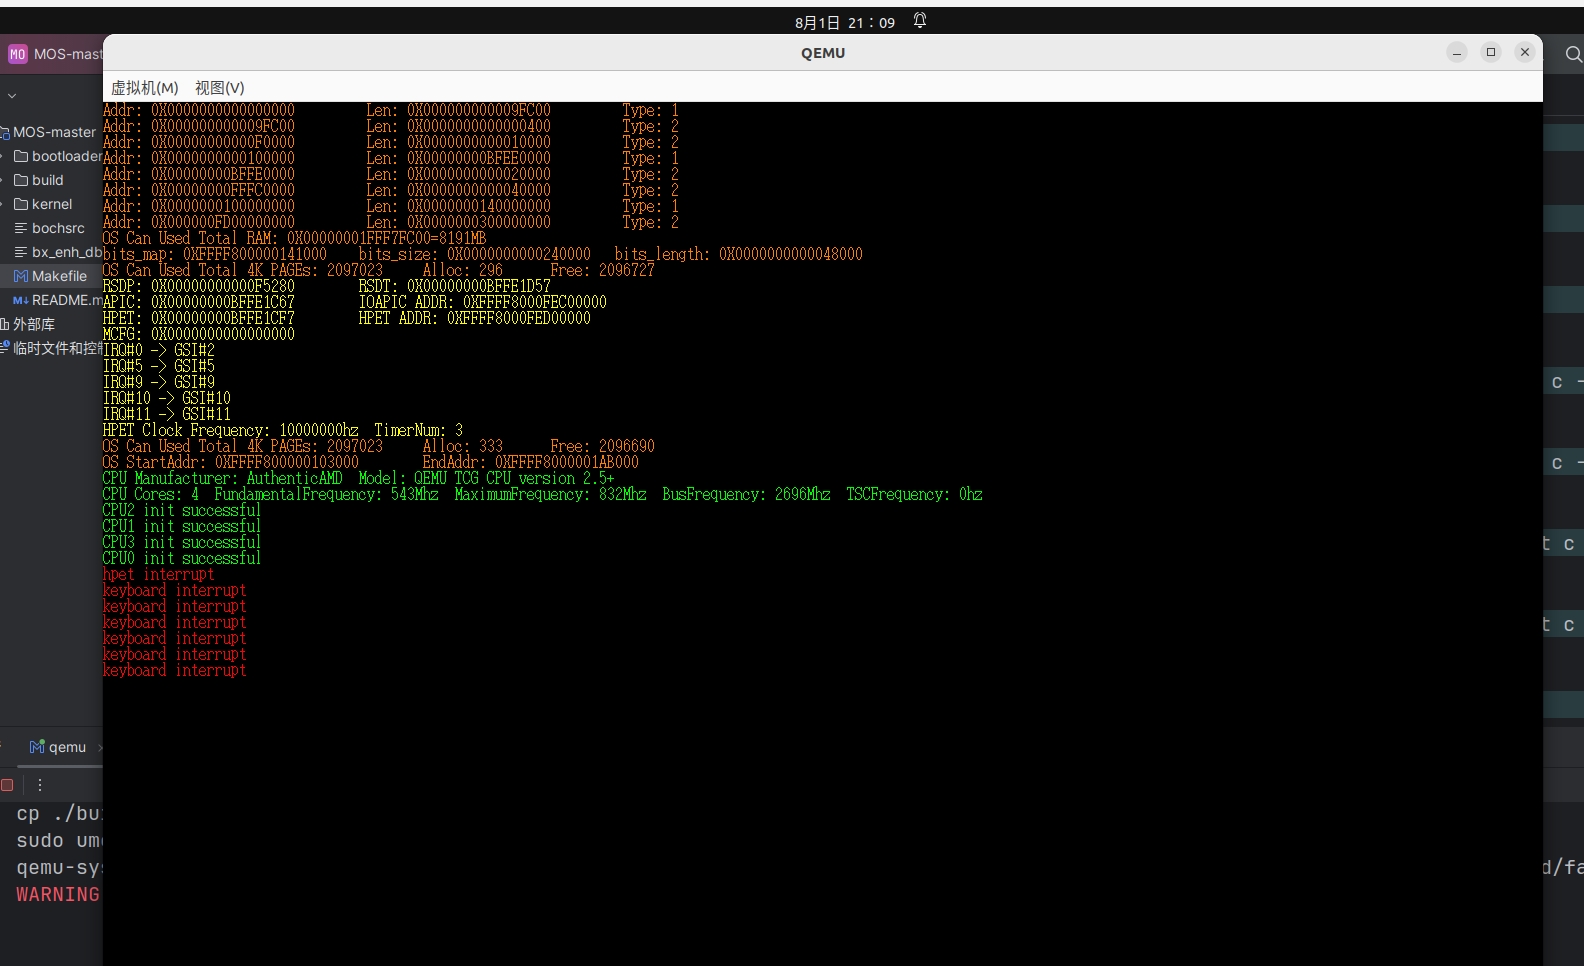 8月1日 21：09
MO MOS-mast
QEMU
虚拟机(M) 视图(V)
MOS-master
bootloader
build
kernel
bochsrc
bx_enh_db
Makefile
README.m
外部库
临时文件和控制
Addr: 0X0000000000000000 Len: 0X000000000009FC00 Type: 1
Addr: 0X000000000009FC00 Len: 0X0000000000000400 Type: 2
Addr: 0X00000000000F0000 Len: 0X0000000000010000 Type: 2
Addr: 0X0000000000100000 Len: 0X00000000BFEE0000 Type: 1
Addr: 0X00000000BFFE0000 Len: 0X0000000000020000 Type: 2
Addr: 0X00000000FFFC0000 Len: 0X0000000000040000 Type: 2
Addr: 0X0000000100000000 Len: 0X0000000140000000 Type: 1
Addr: 0X000000FD00000000 Len: 0X0000000300000000 Type: 2
OS Can Used Total RAM: 0X00000001FFF7FC00=8191MB
bits_map: 0XFFFF800000141000 bits_size: 0X0000000000240000 bits_length: 0X0000000000048000
OS Can Used Total 4K PAGEs: 2097023 Alloc: 296 Free: 2096727
RSDP: 0X00000000000F5280 RSDT: 0X00000000BFFE1D57
APIC: 0X00000000BFFE1C67 IOAPIC ADDR: 0XFFFF8000FEC00000
HPET: 0X00000000BFFE1CF7 HPET ADDR: 0XFFFF8000FED00000
MCFG: 0X0000000000000000
IRQ#0 -> GSI#2
IRQ#5 -> GSI#5
IRQ#9 -> GSI#9
IRQ#10 -> GSI#10
IRQ#11 -> GSI#11
HPET Clock Frequency: 10000000hz TimerNum: 3
OS Can Used Total 4K PAGEs: 2097023 Alloc: 333 Free: 2096690
OS StartAddr: 0XFFFF800000103000 EndAddr: 0XFFFF8000001AB000
CPU Manufacturer: AuthenticAMD Model: QEMU TCG CPU version 2.5+
CPU Cores: 4 FundamentalFrequency: 543Mhz MaximumFrequency: 832Mhz BusFrequency: 2696Mhz TSCFrequency: 0hz
CPU2 init successful
CPU1 init successful
CPU3 init successful
CPU0 init successful
hpet interrupt
keyboard interrupt
keyboard interrupt
keyboard interrupt
keyboard interrupt
keyboard interrupt
keyboard interrupt
c -
c -
t c
t c
qemu
cp ./bu
sudo um
qemu-sys d/fa
WARNING